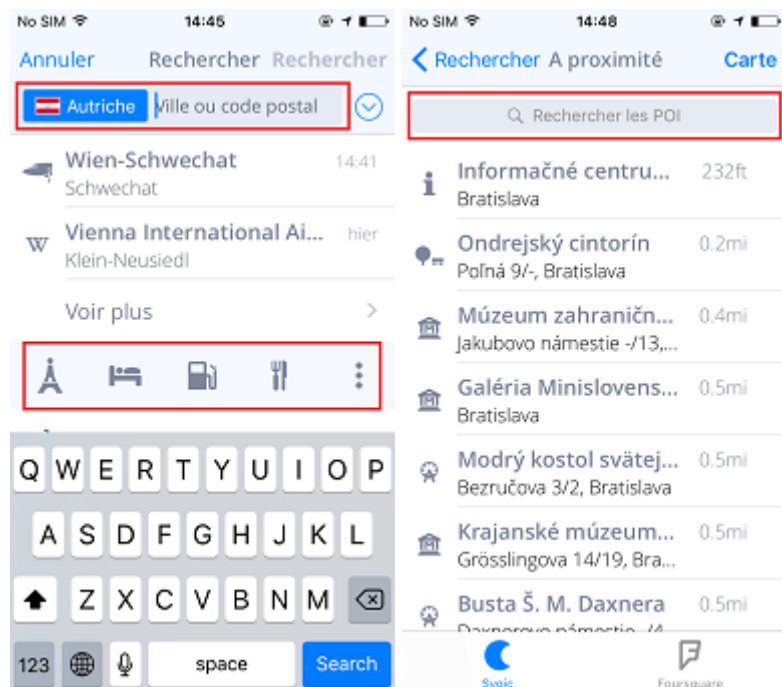 No SIM 14:45
Annuler Rechercher Rechercher
Autriche Ville ou code postal
Wien-Schwechat 14:41
Schwechat
W Vienna International Ai... hier
Klein-Neusiedl
Voir plus
Q W E R T Y U I O P
A S D F G H J K L
Z X C V B N M
123 space Search
No SIM 14:48
Rechercher A proximité Carte
Rechercher les POI
Informačné centru... 232ft
Bratislava
Ondrejský cintorín 0.2mi
Poľná 9/-, Bratislava
Múzeum zahraničn... 0.4mi
Jakubovo námestie -/13,...
Galéria Minislovens... 0.5mi
Bratislava
Modrý kostol svätej... 0.5mi
Bezručova 3/2, Bratislava
Krajanské múzeum... 0.5mi
Grösslingova 14/19, Bra...
Busta Š. M. Daxnera 0.5mi
Daxnerovo námestie -/4
Sygic Foursquare